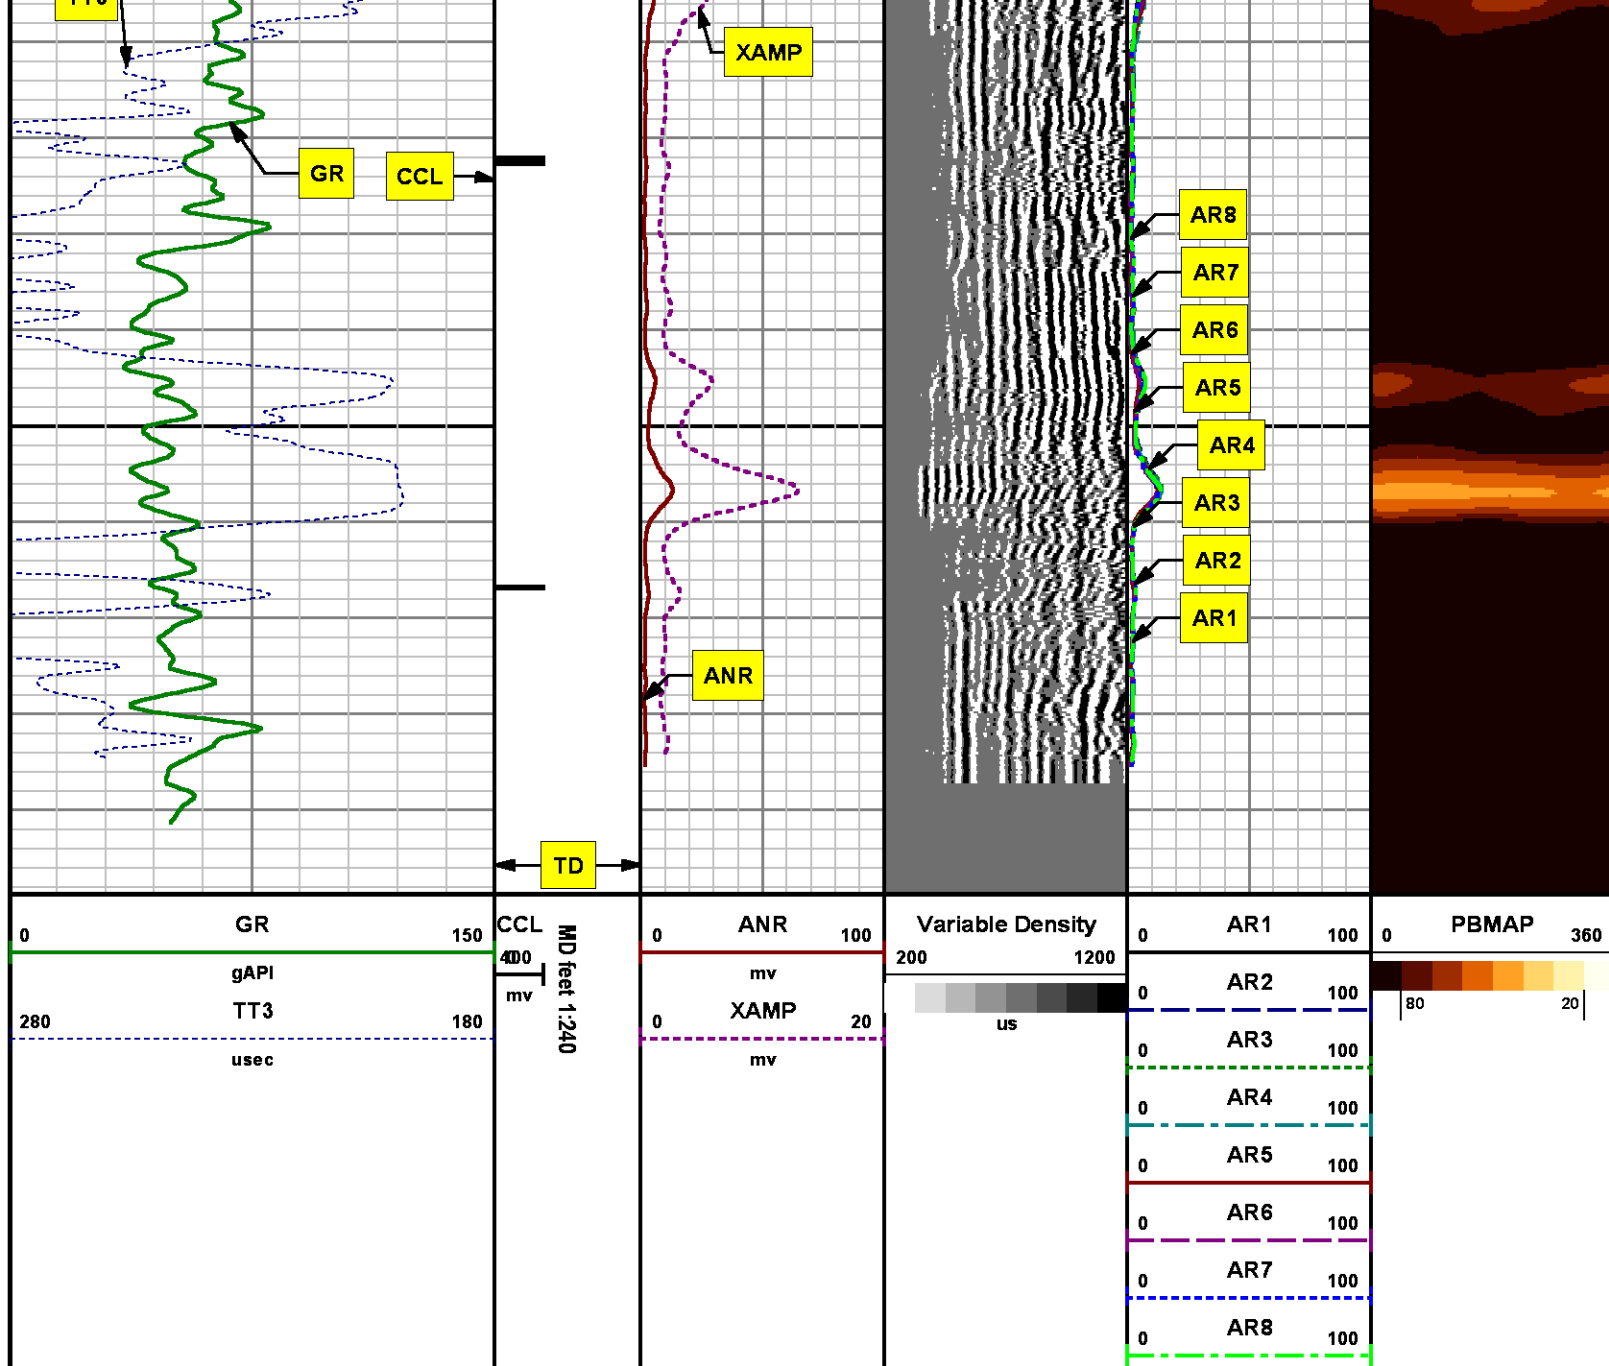 XAMP
GR
CCL
AR8
AR7
AR6
AR5
AR4
AR3
AR2
AR1
ANR
TD
GR
0 150
gAPI
TT3
280 180
usec
CCL
400
mv
MD feet 1:240
ANR
0 100
mv
XAMP
0 20
mv
Variable Density
200 1200
us
AR1
0 100
AR2
0 100
AR3
0 100
AR4
0 100
AR5
0 100
AR6
0 100
AR7
0 100
AR8
0 100
PBMAP
0 360
80 20